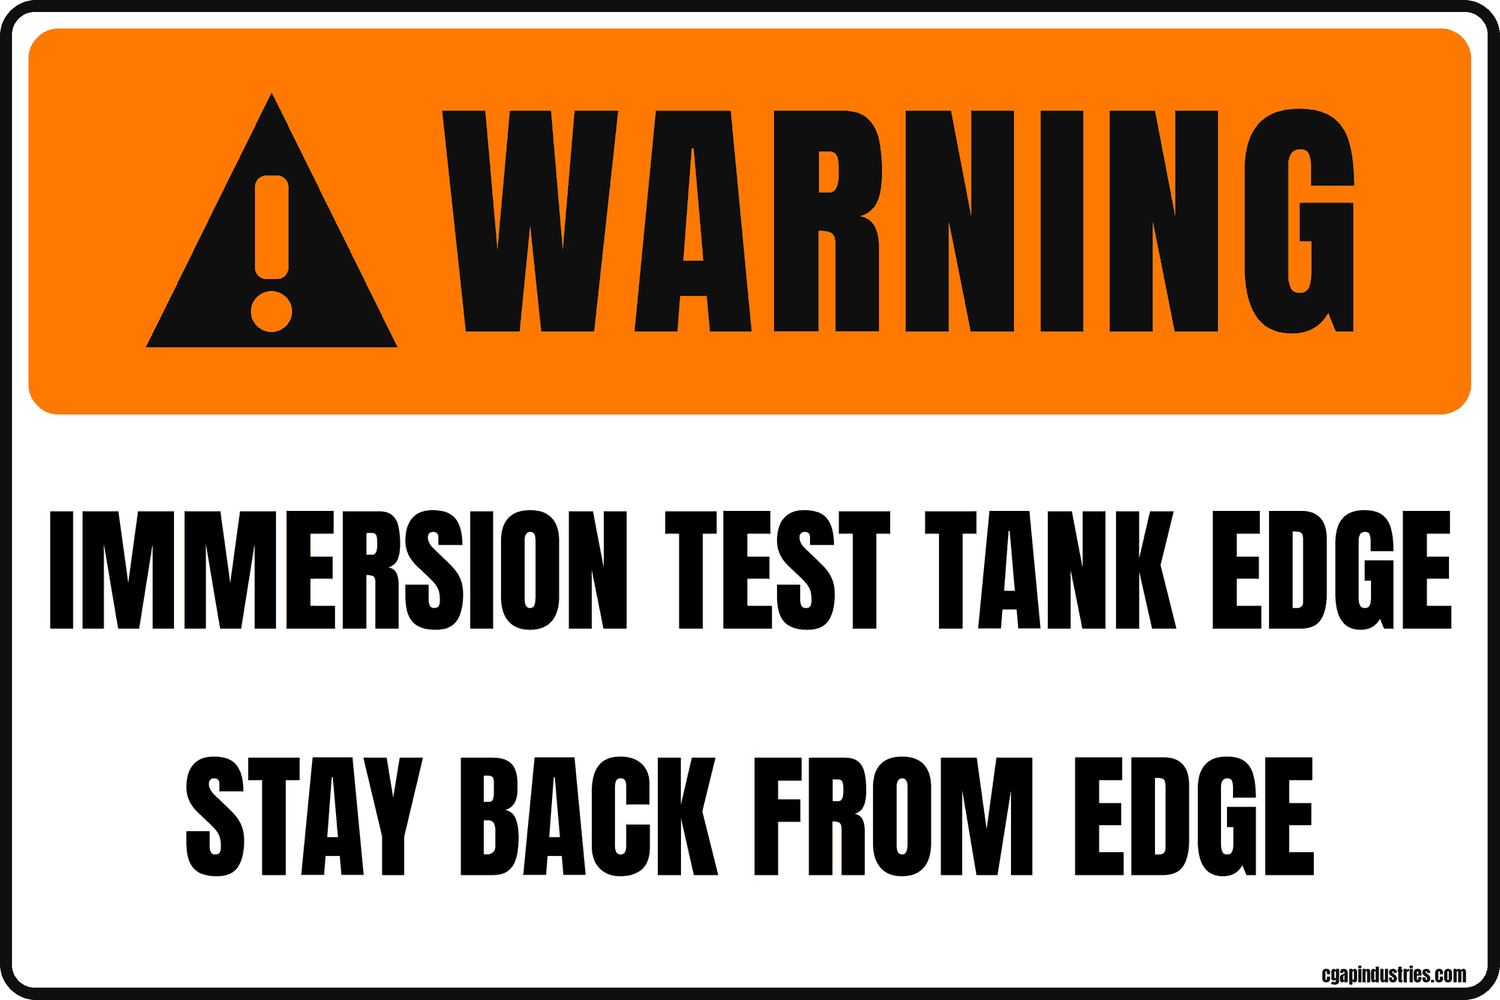 WARNING
IMMERSION TEST TANK EDGE
STAY BACK FROM EDGE
cgapindustries.com